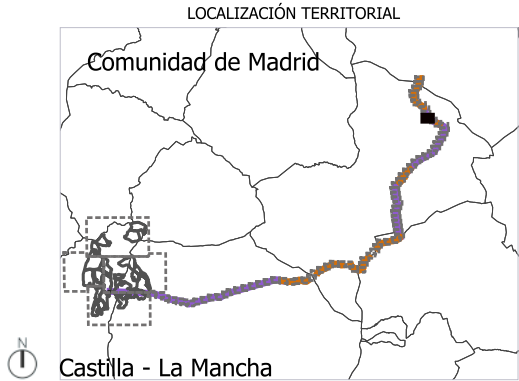 LOCALIZACIÓN TERRITORIAL
Comunidad de Madrid
Castilla - La Mancha
N